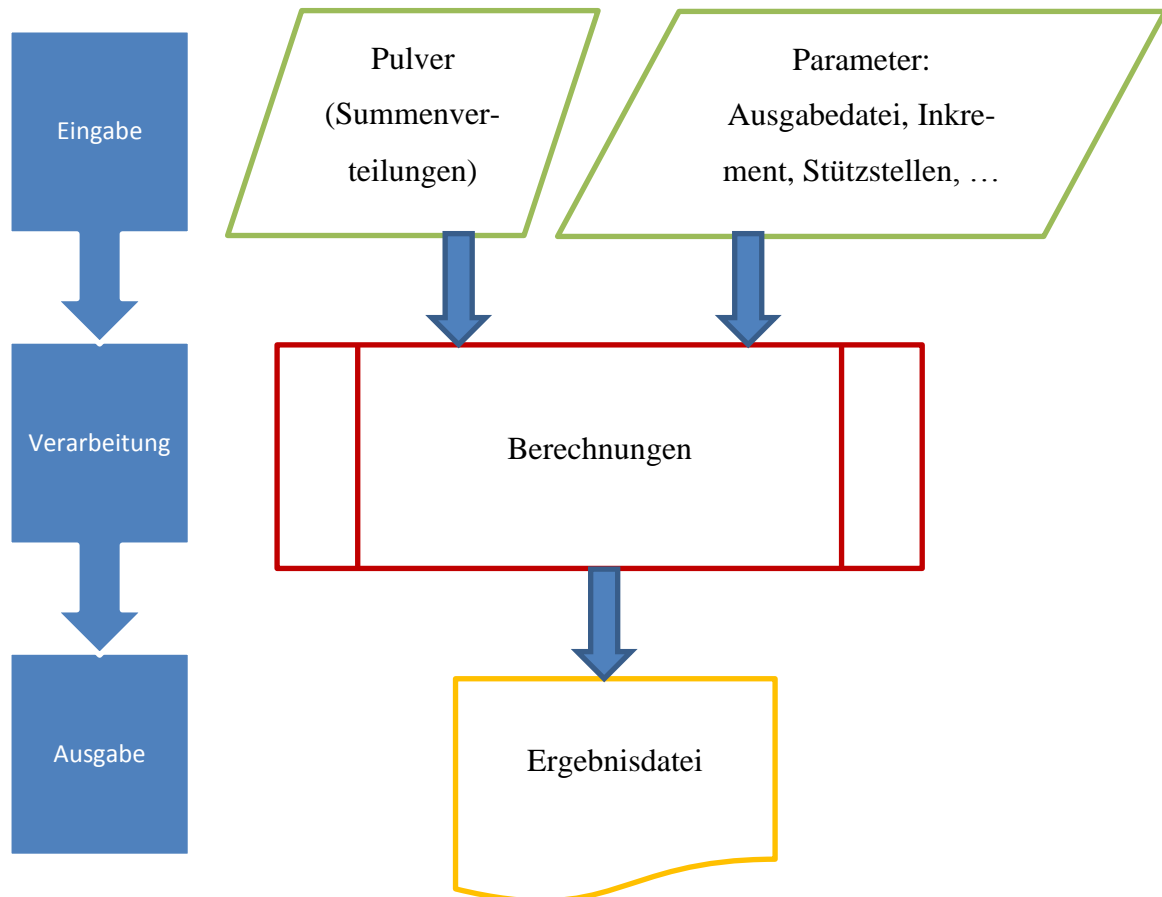 Eingabe
Pulver
(Summenver-
teilungen)
Parameter:
Ausgabedatei, Inkre-
ment, Stützstellen, …
Verarbeitung
Berechnungen
Ausgabe
Ergebnisdatei